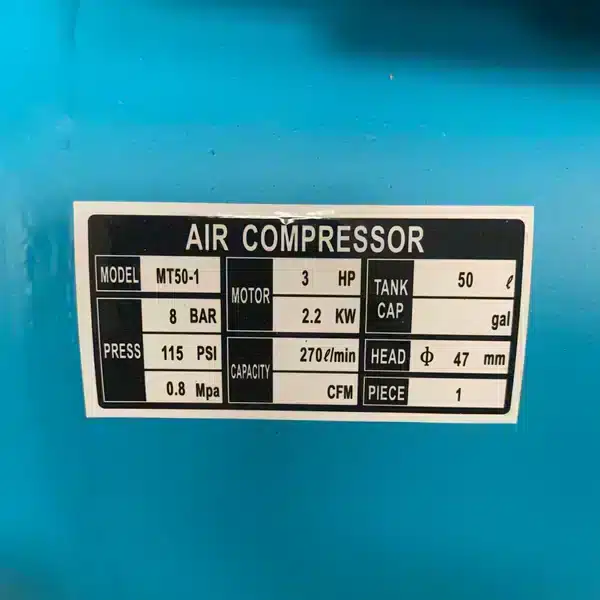 AIR COMPRESSOR
MODEL MT50-1
PRESS
8 BAR
115 PSI
0.8 Mpa
MOTOR
3 HP
2.2 KW
CAPACITY
270 ℓ/min
CFM
TANK CAP
50 ℓ
gal
HEAD Φ 47 mm
PIECE 1